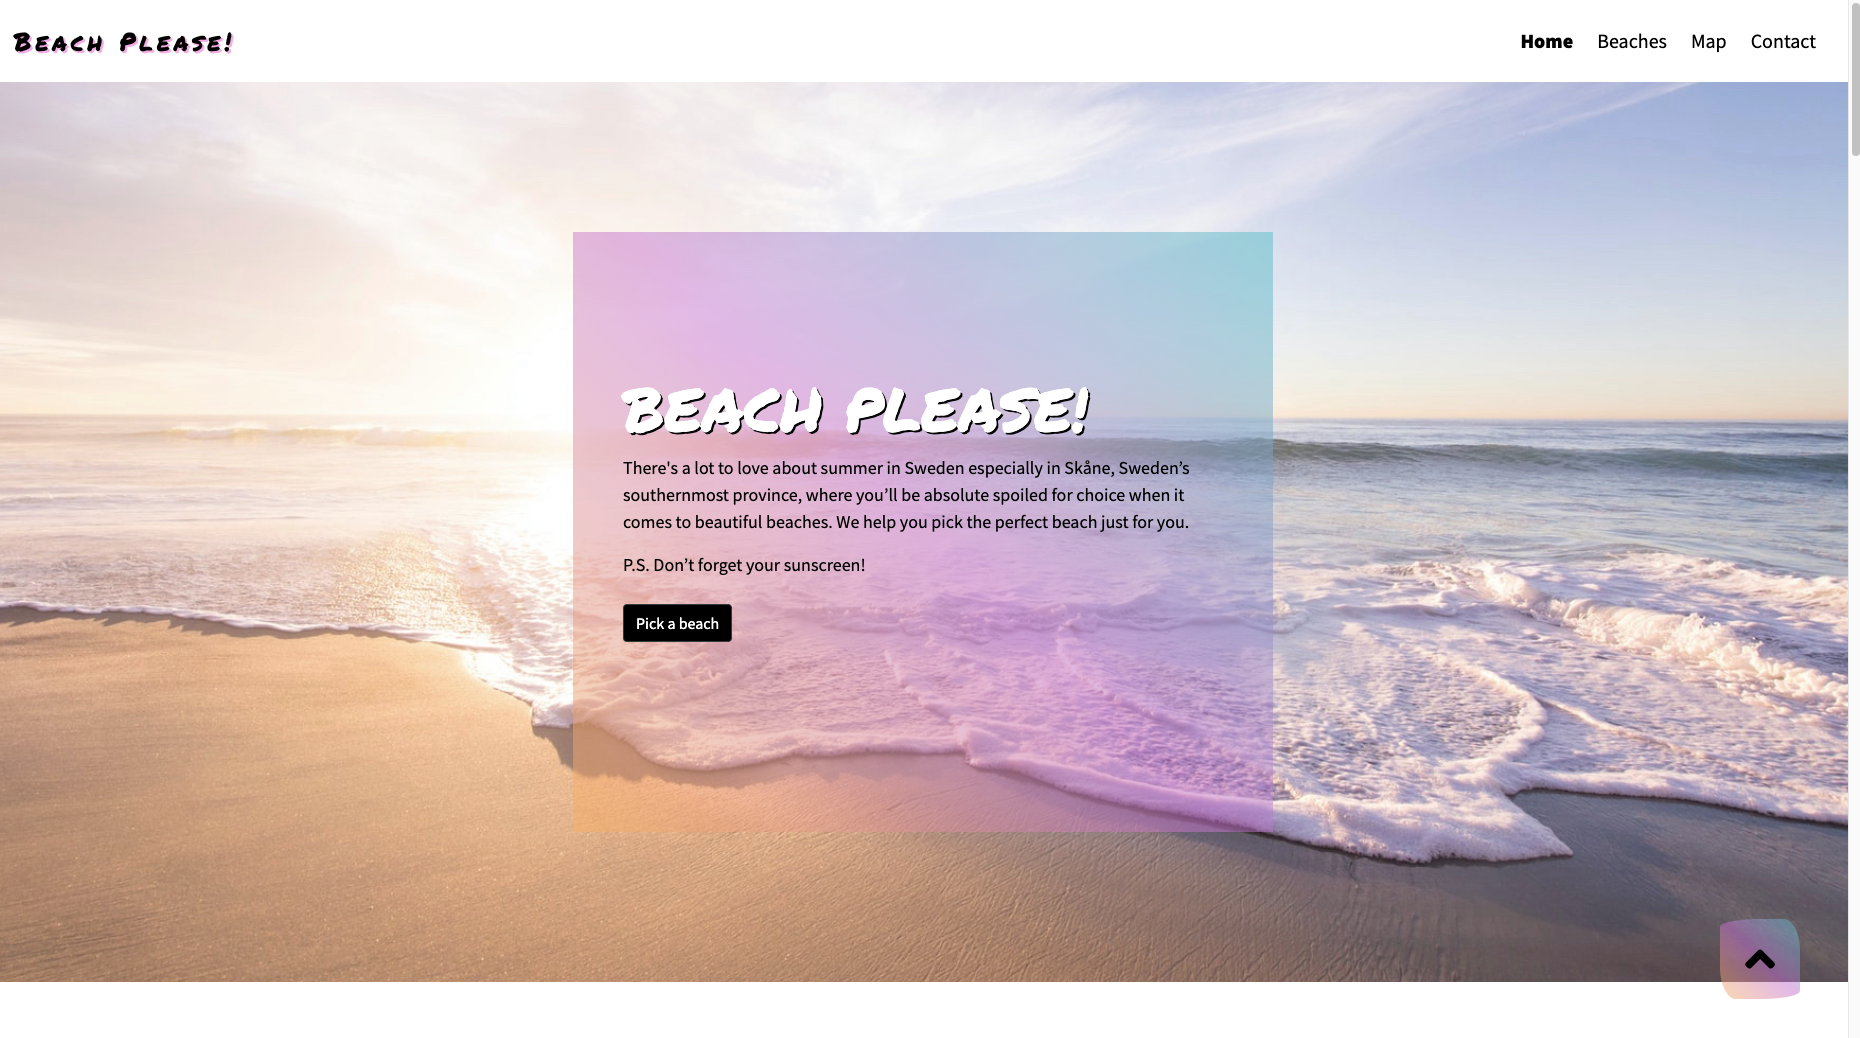 Beach Please!
Home Beaches Map Contact
BEACH PLEASE!
There's a lot to love about summer in Sweden especially in Skåne, Sweden’s
southernmost province, where you’ll be absolute spoiled for choice when it
comes to beautiful beaches. We help you pick the perfect beach just for you.
P.S. Don’t forget your sunscreen!
Pick a beach